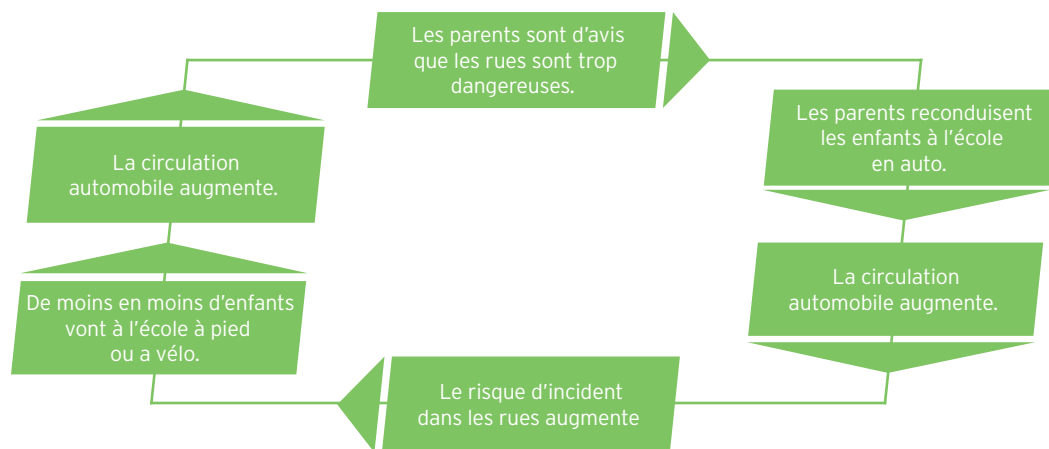 Les parents sont d'avis
que les rues sont trop
dangereuses.
Les parents reconduisent
les enfants à l'école
en auto.
La circulation
automobile augmente.
Le risque d'incident
dans les rues augmente
De moins en moins d'enfants
vont à l'école à pied
ou a vélo.
La circulation
automobile augmente.